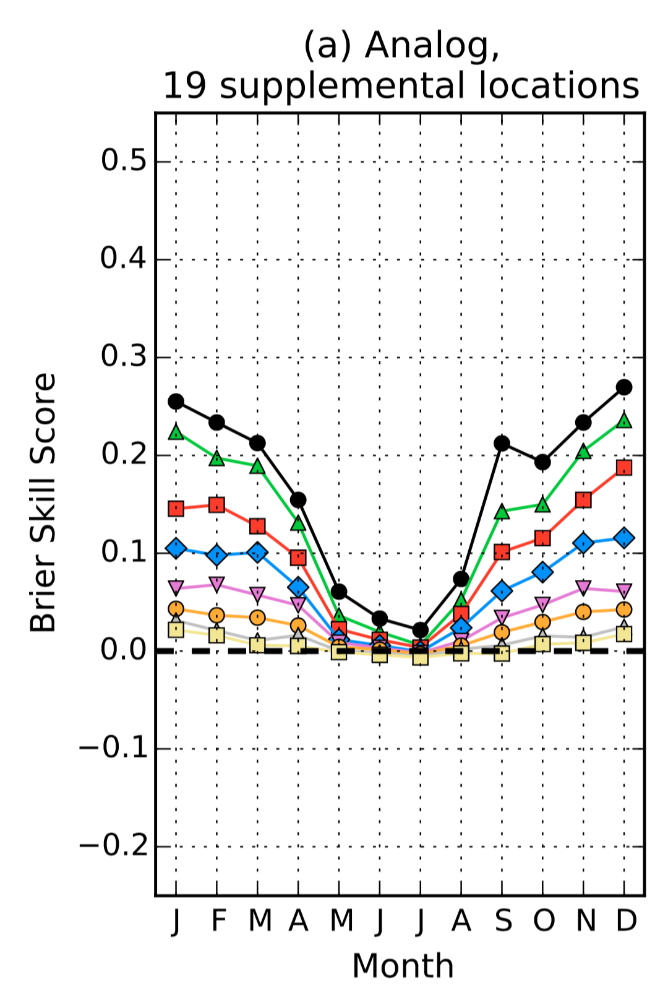 (a) Analog,
19 supplemental locations
0.5
0.4
0.3
0.2
0.1
0.0
−0.1
−0.2
Brier Skill Score
J F M A M J J A S O N D
Month